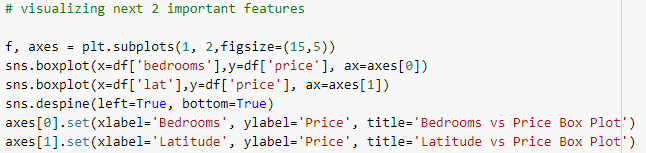 # visualizing next 2 important features
f, axes = plt.subplots(1, 2,figsize=(15,5))
sns.boxplot(x=df['bedrooms'],y=df['price'], ax=axes[0])
sns.boxplot(x=df['lat'],y=df['price'], ax=axes[1])
sns.despine(left=True, bottom=True)
axes[0].set(xlabel='Bedrooms', ylabel='Price', title='Bedrooms vs Price Box Plot')
axes[1].set(xlabel='Latitude', ylabel='Price', title='Latitude vs Price Box Plot')